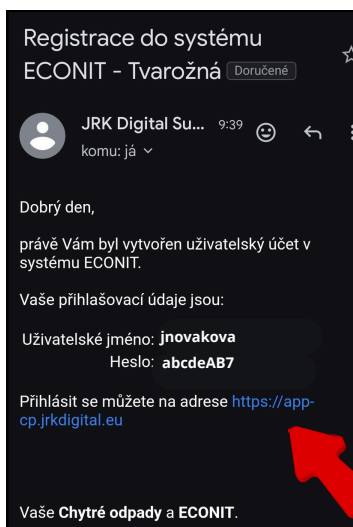 Registrace do systému
ECONIT - Tvarožná Doručené
JRK Digital Su... 9:39
komu: já
Dobrý den,
právě Vám byl vytvořen uživatelský účet v
systému ECONIT.
Vaše přihlašovací údaje jsou:
Uživatelské jméno: jnovakova
Heslo: abcdeAB7
Přihlásit se můžete na adrese https://app-
cp.jrkdigital.eu
Vaše Chytré odpady a ECONIT.